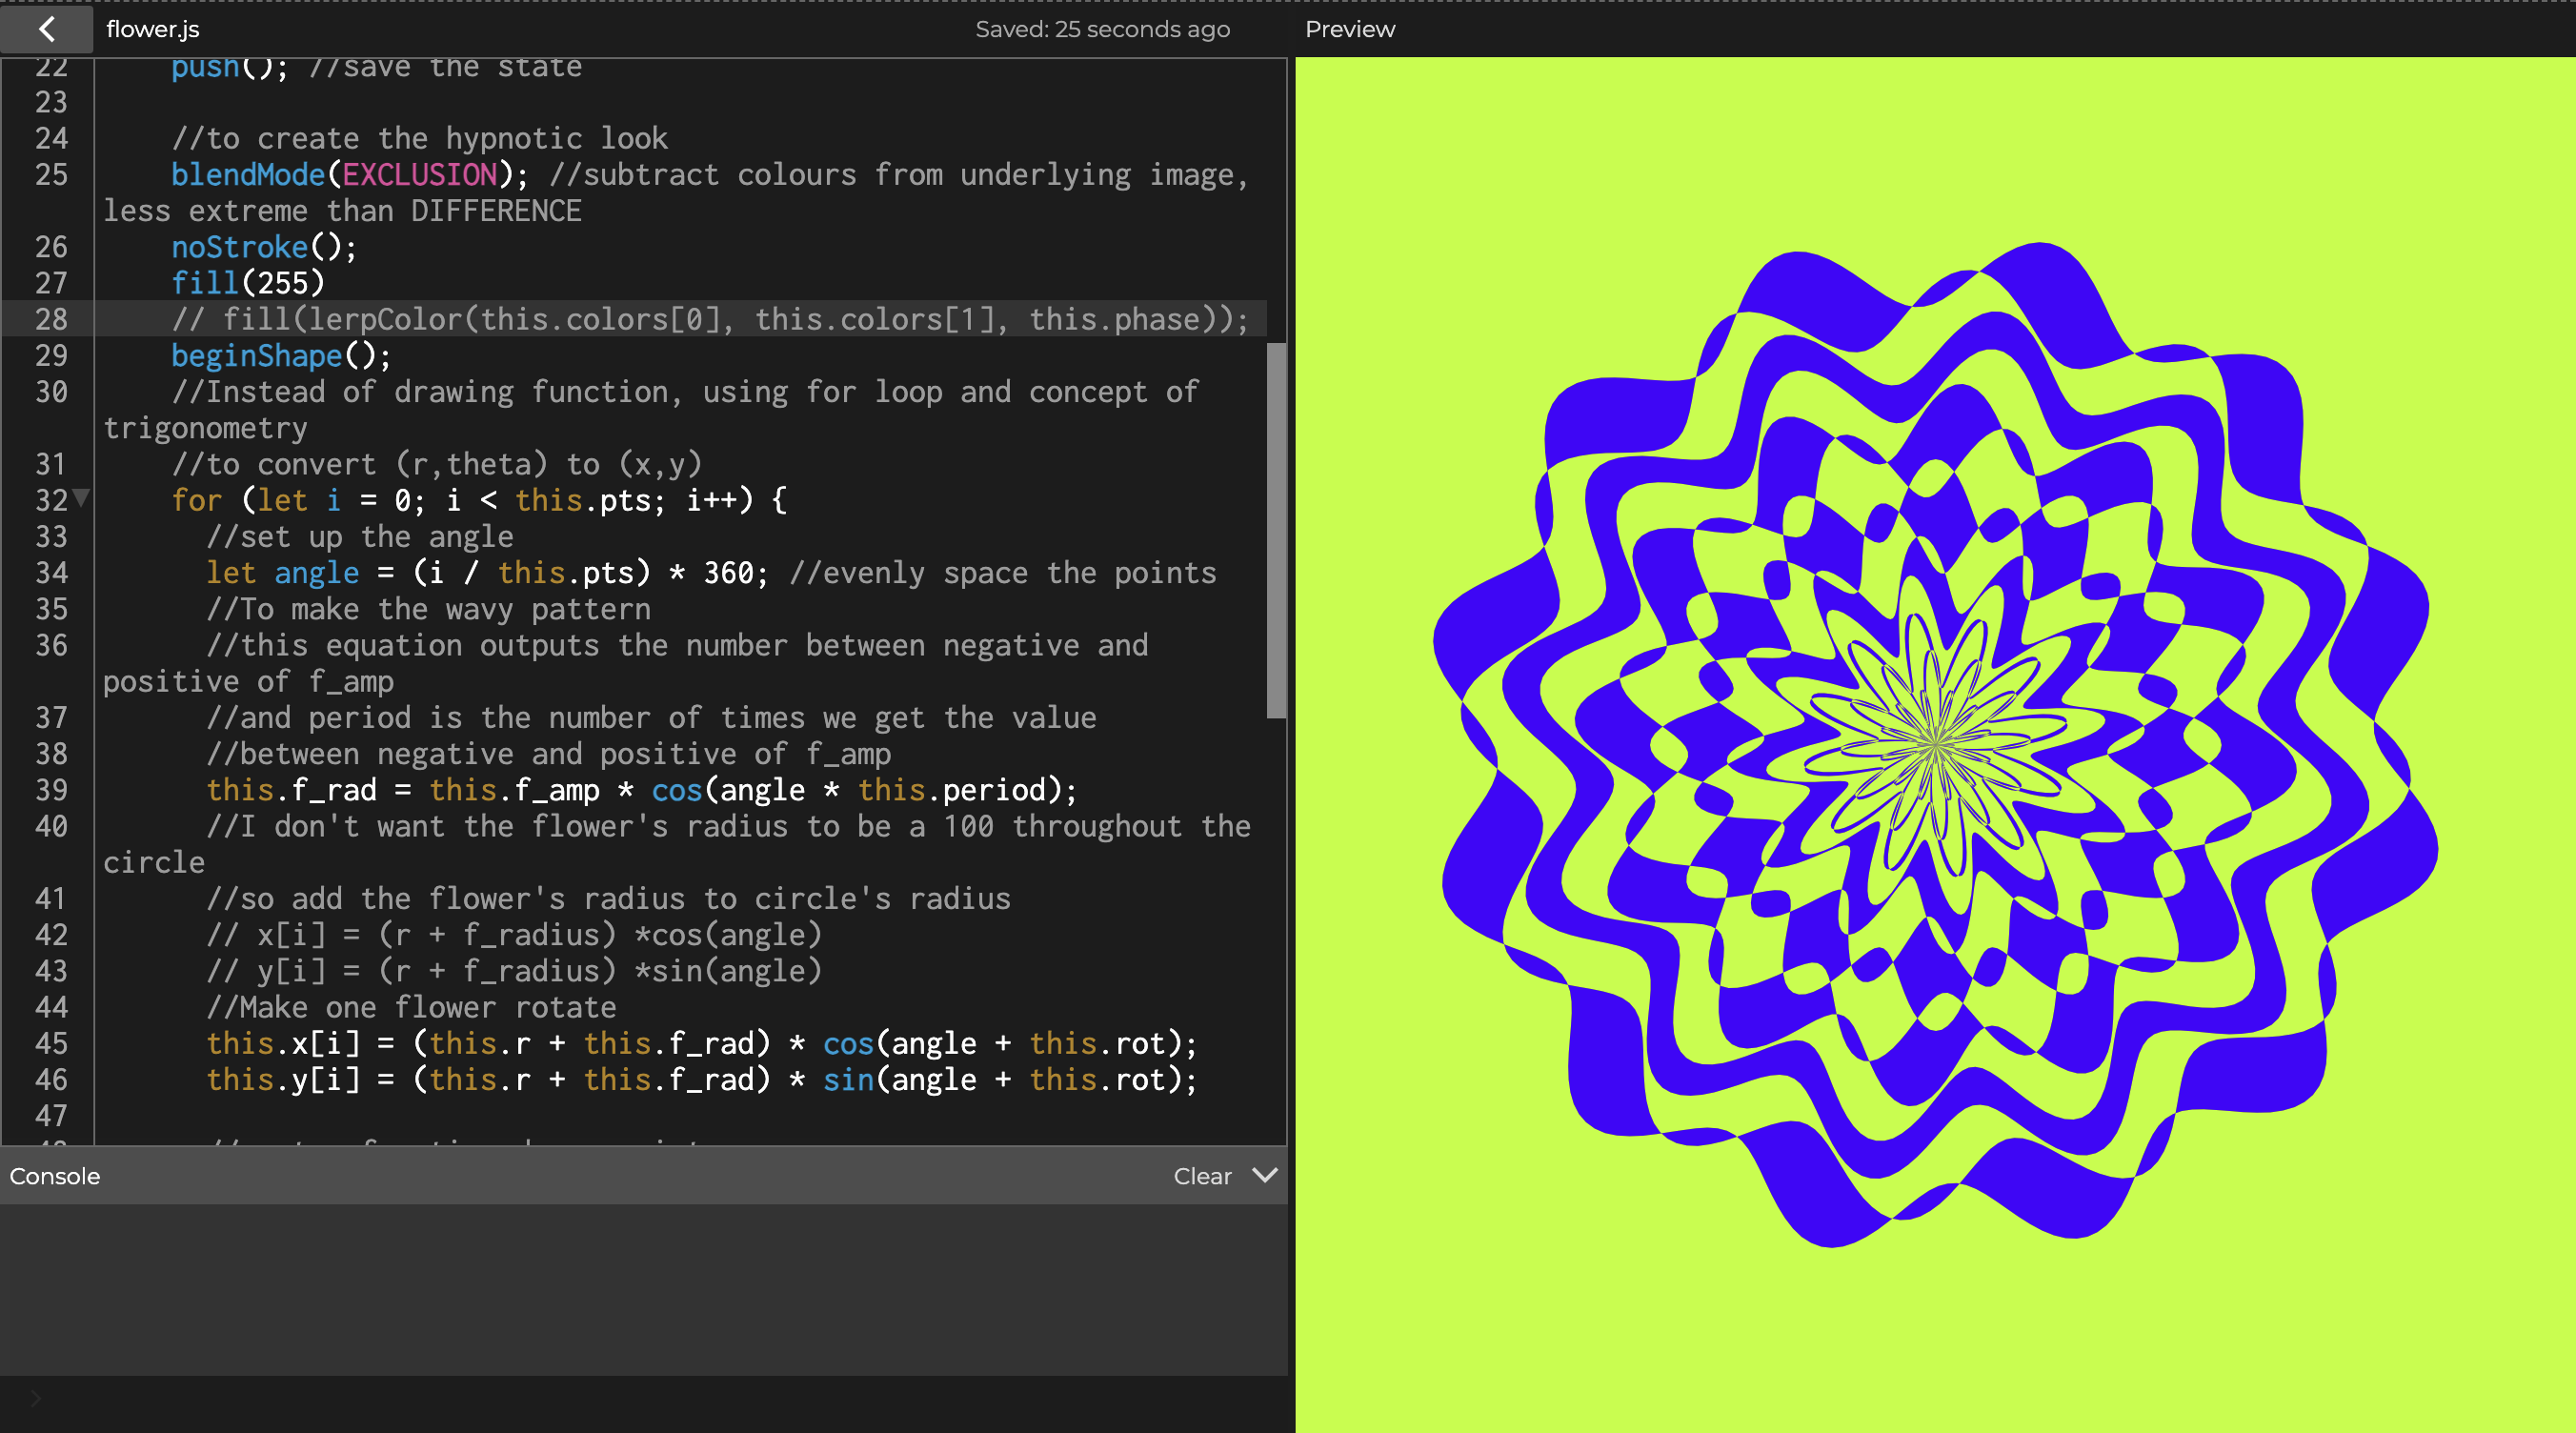 flower.js
Saved: 25 seconds ago
Preview
22 push(); //save the state
23
24 //to create the hypnotic look
25 blendMode(EXCLUSION); //subtract colours from underlying image,
less extreme than DIFFERENCE
26 noStroke();
27 fill(255)
28 // fill(lerpColor(this.colors[0], this.colors[1], this.phase));
29 beginShape();
30 //Instead of drawing function, using for loop and concept of
trigonometry
31 //to convert (r,theta) to (x,y)
32 for (let i = 0; i < this.pts; i++) {
33 //set up the angle
34 let angle = (i / this.pts) * 360; //evenly space the points
35 //To make the wavy pattern
36 //this equation outputs the number between negative and
positive of f_amp
37 //and period is the number of times we get the value
38 //between negative and positive of f_amp
39 this.f_rad = this.f_amp * cos(angle * this.period);
40 //I don't want the flower's radius to be a 100 throughout the
circle
41 //so add the flower's radius to circle's radius
42 // x[i] = (r + f_radius) *cos(angle)
43 // y[i] = (r + f_radius) *sin(angle)
44 //Make one flower rotate
45 this.x[i] = (this.r + this.f_rad) * cos(angle + this.rot);
46 this.y[i] = (this.r + this.f_rad) * sin(angle + this.rot);
47
Console
Clear